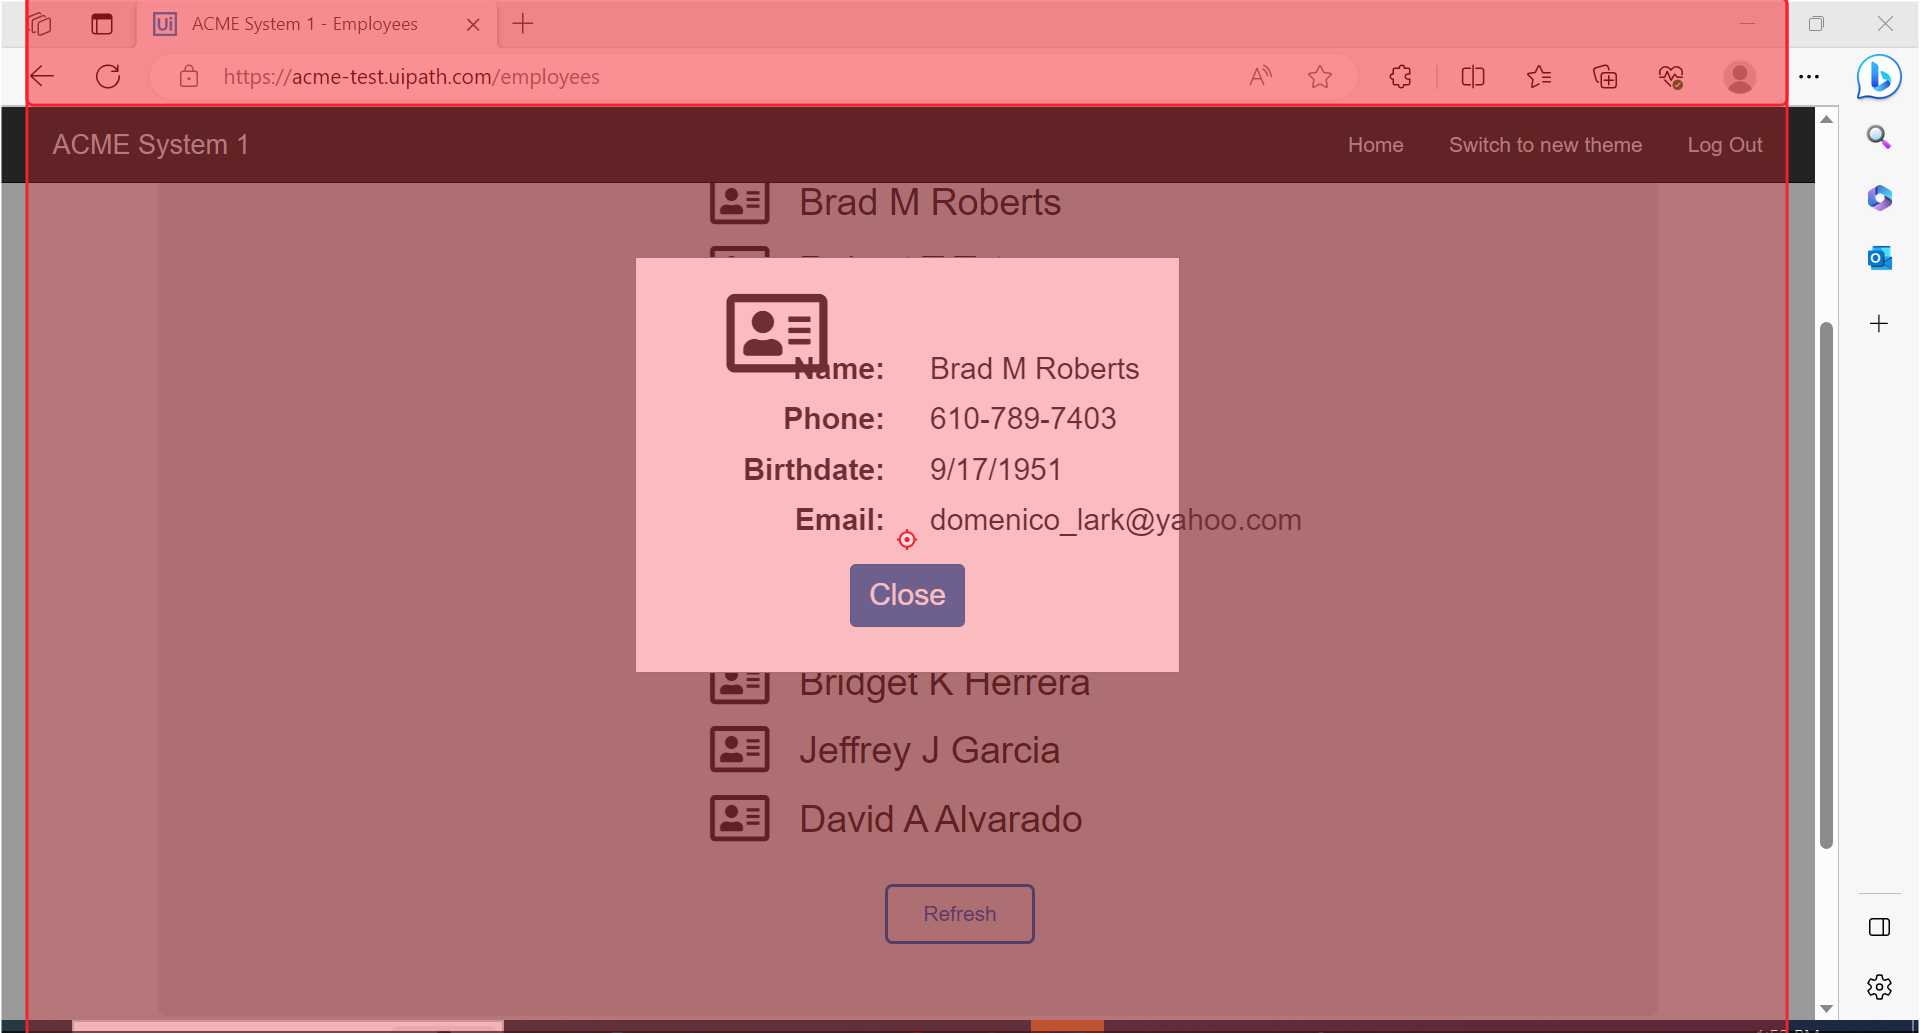 ACME System 1 - Employees
https://acme-test.uipath.com/employees
ACME System 1
Home Switch to new theme Log Out
Brad M Roberts
Name: Brad M Roberts
Phone: 610-789-7403
Birthdate: 9/17/1951
Email: domenico_lark@yahoo.com
Close
Bridget K Herrera
Jeffrey J Garcia
David A Alvarado
Refresh